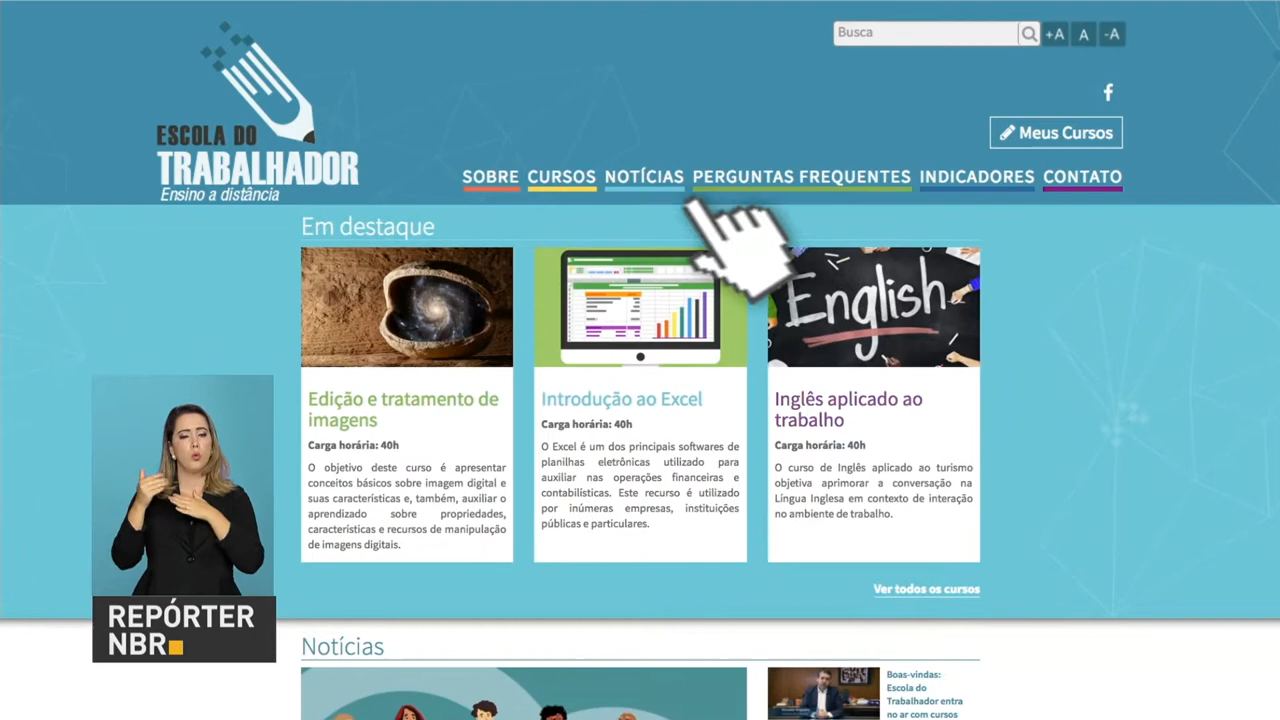 Busca
+A
A
-A
Meus Cursos
ESCOLA DO
TRABALHADOR
Ensino a distância
SOBRE CURSOS NOTÍCIAS PERGUNTAS FREQUENTES INDICADORES CONTATO
Em destaque
English
Edição e tratamento de
imagens
Carga horária: 40h
O objetivo deste curso é apresentar
conceitos básicos sobre imagem digital e
suas características e, também, auxiliar o
aprendizado sobre propriedades,
características e recursos de manipulação
de imagens digitais.
Introdução ao Excel
Carga horária: 40h
O Excel é um dos principais softwares de
planilhas eletrônicas utilizado para
auxiliar nas operações financeiras e
contabilísticas. Este recurso é utilizado
por inúmeras empresas, instituições
públicas e particulares.
Inglês aplicado ao
trabalho
Carga horária: 40h
O curso de Inglês aplicado ao turismo
objetiva aprimorar a conversação na
Língua Inglesa em contexto de interação
no ambiente de trabalho.
Ver todos os cursos
REPÓRTER
NBR
Notícias
Boas-vindas:
Escola do
Trabalhador entra
no ar com cursos